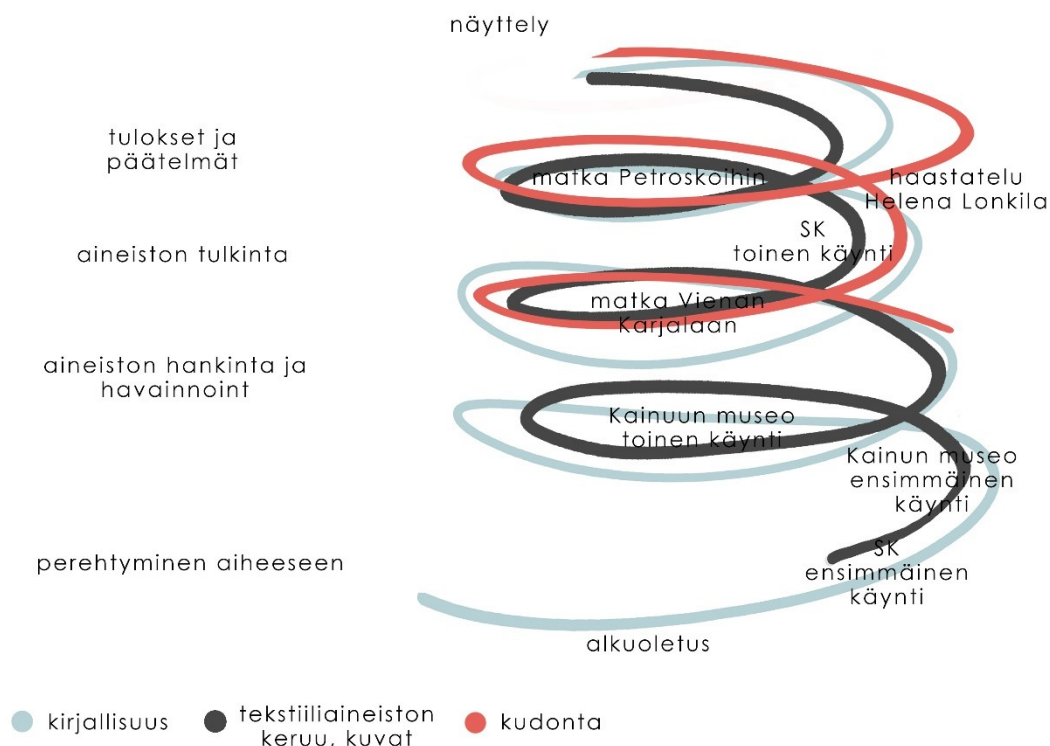 näyttely
tulokset ja
päätelmät
matka Petroskoihin
haastatelu
Helena Lonkila
SK
toinen käynti
aineiston tulkinta
matka Vienan
Karjalaan
aineiston hankinta ja
havainnoint
Kainuun museo
toinen käynti
Kainun museo
ensimmäinen
käynti
perehtyminen aiheeseen
SK
ensimmäinen
käynti
alkuoletus
kirjallisuus
tekstiiliaineiston
keruu, kuvat
kudonta